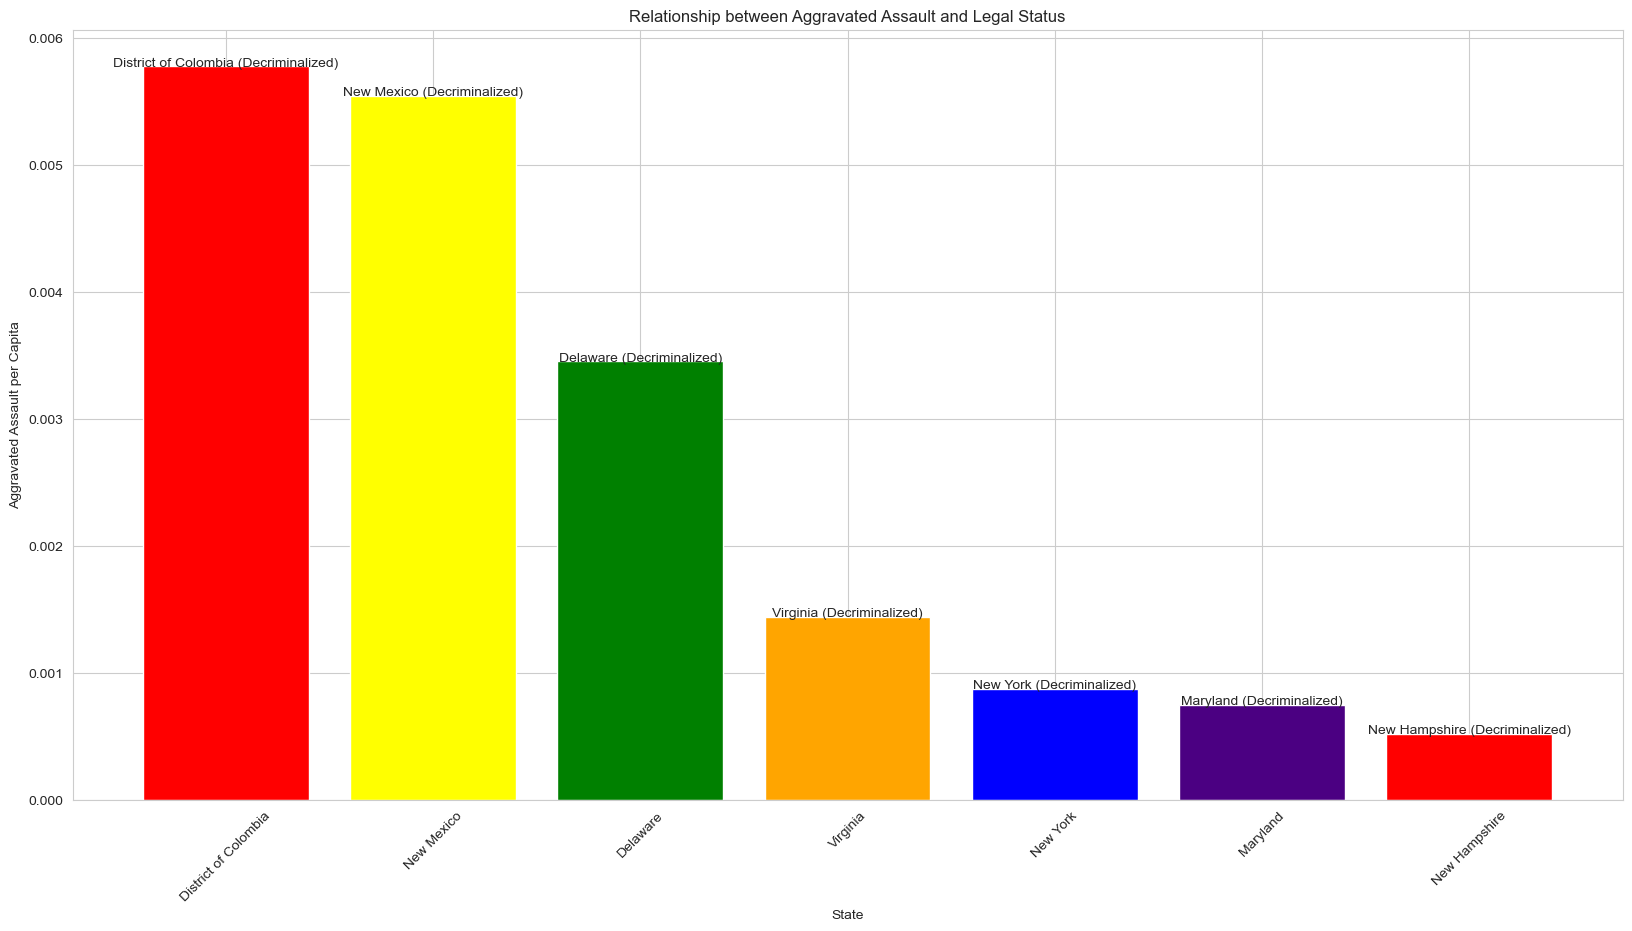 Relationship between Aggravated Assault and Legal Status
0.006
0.005
0.004
0.003
0.002
0.001
0.000
Aggravated Assault per Capita
District of Colombia (Decriminalized)
New Mexico (Decriminalized)
Delaware (Decriminalized)
Virginia (Decriminalized)
New York (Decriminalized)
Maryland (Decriminalized)
New Hampshire (Decriminalized)
District of Colombia
New Mexico
Delaware
Virginia
New York
Maryland
New Hampshire
State